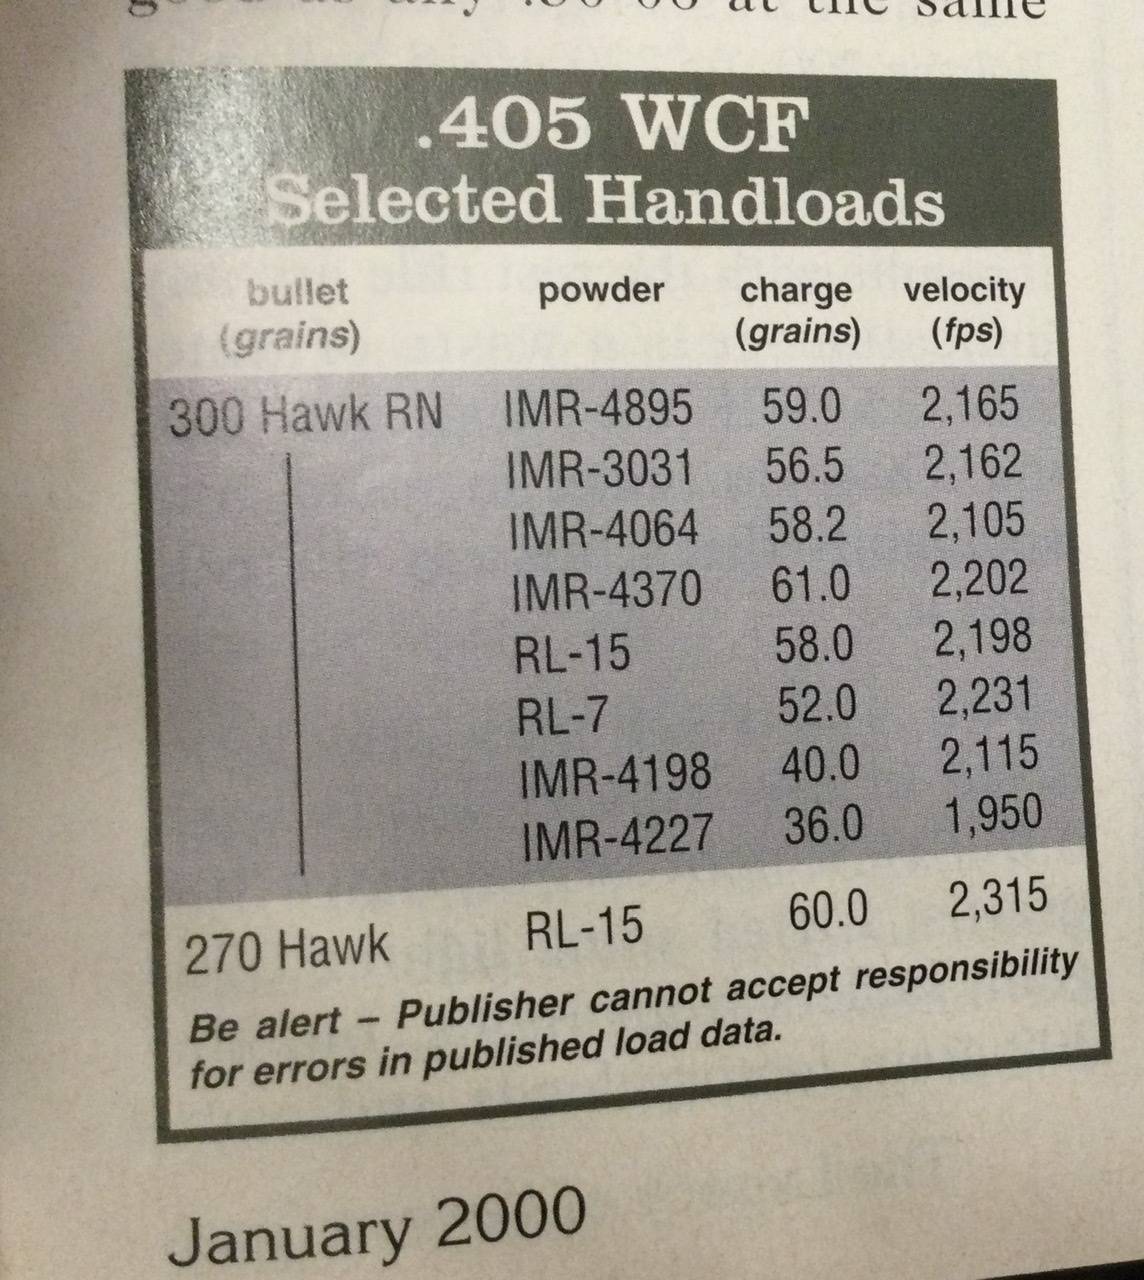 at the same
.405 WCF
Selected Handloads
bullet powder charge velocity
(grains) (grains) (fps)
300 Hawk RN IMR-4895 59.0 2,165
IMR-3031 56.5 2,162
IMR-4064 58.2 2,105
IMR-4370 61.0 2,202
RL-15 58.0 2,198
RL-7 52.0 2,231
IMR-4198 40.0 2,115
IMR-4227 36.0 1,950
270 Hawk RL-15 60.0 2,315
Be alert – Publisher cannot accept responsibility
for errors in published load data.
January 2000